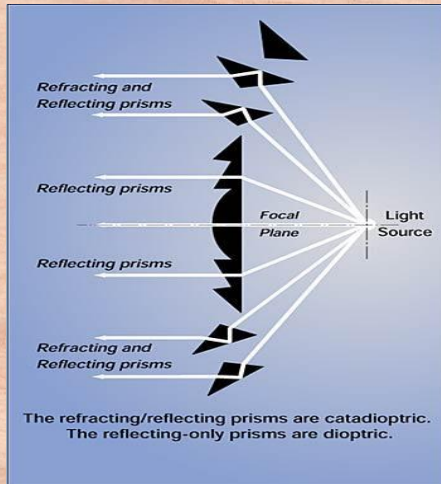 Refracting and
Reflecting prisms
Reflecting prisms
Focal
Plane
Light
Source
Reflecting prisms
Refracting and
Reflecting prisms
The refracting/reflecting prisms are catadioptric.
The reflecting-only prisms are dioptric.